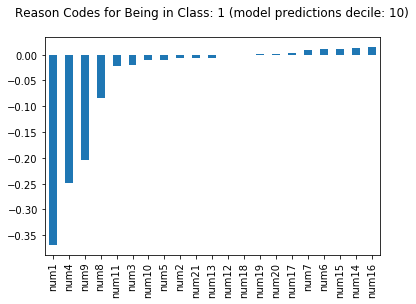 Reason Codes for Being in Class: 1 (model predictions decile: 10)
0.00
−0.05
−0.10
−0.15
−0.20
−0.25
−0.30
−0.35
num1
num4
num9
num8
num11
num3
num10
num5
num2
num21
num13
num12
num18
num19
num20
num17
num7
num6
num15
num14
num16